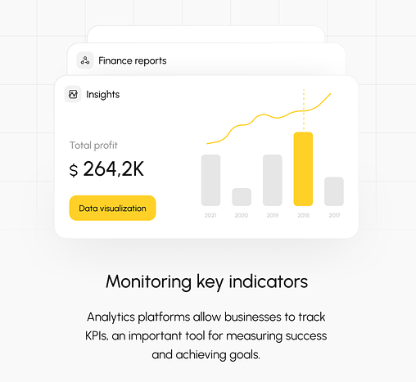 Finance reports
Insights
Total profit
$ 264,2K
Data visualization
2021 2020 2019 2018 2017
Monitoring key indicators
Analytics platforms allow businesses to track
KPIs, an important tool for measuring success
and achieving goals.